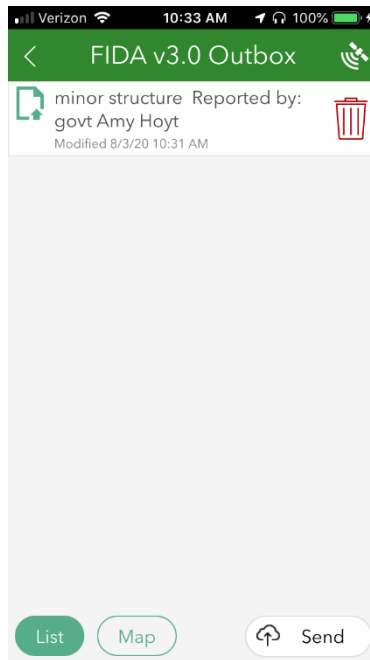 Verizon 10:33 AM 100%
FIDA v3.0 Outbox
minor structure Reported by:
govt Amy Hoyt
Modified 8/3/20 10:31 AM
List Map Send